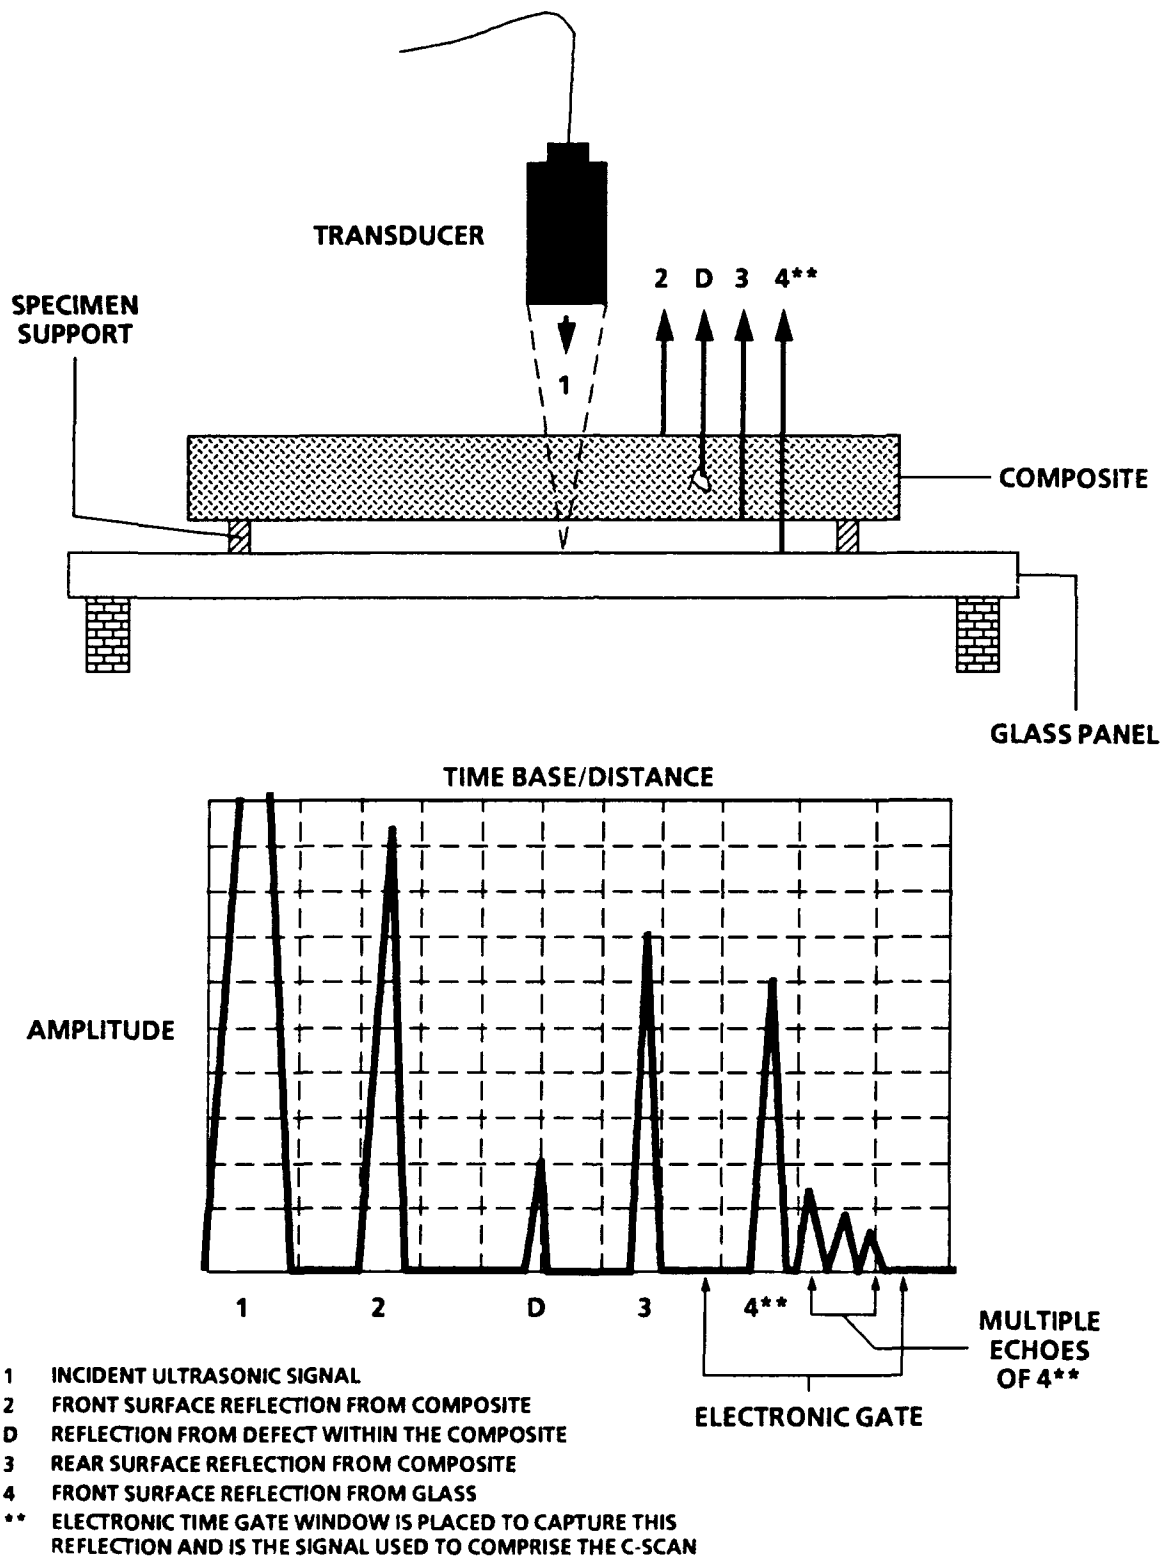 TRANSDUCER
2 D 3 4**
SPECIMEN
SUPPORT
1
COMPOSITE
GLASS PANEL
TIME BASE/DISTANCE
AMPLITUDE
1 2 D 3 4**
MULTIPLE
ECHOES
OF 4**
ELECTRONIC GATE
1 INCIDENT ULTRASONIC SIGNAL
2 FRONT SURFACE REFLECTION FROM COMPOSITE
D REFLECTION FROM DEFECT WITHIN THE COMPOSITE
3 REAR SURFACE REFLECTION FROM COMPOSITE
4 FRONT SURFACE REFLECTION FROM GLASS
** ELECTRONIC TIME GATE WINDOW IS PLACED TO CAPTURE THIS
REFLECTION AND IS THE SIGNAL USED TO COMPRISE THE C-SCAN